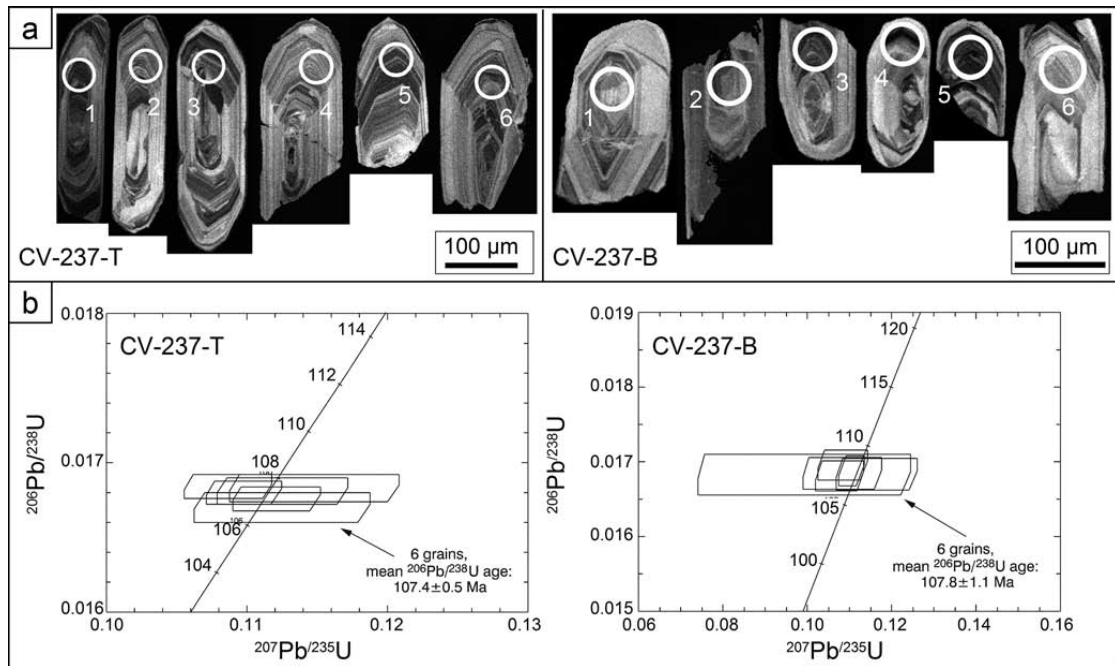 a
1
2
3
4
5
6
CV-237-T
100 µm
1
2
3
4
5
6
CV-237-B
100 µm
b
0.018
0.017
0.016
²⁰⁶Pb/²³⁸U
CV-237-T
114
112
110
108
106
104
6 grains,
mean ²⁰⁶Pb/²³⁸U age:
107.4±0.5 Ma
0.10
0.11
0.12
0.13
²⁰⁷Pb/²³⁵U
0.019
0.018
0.017
0.016
0.015
²⁰⁶Pb/²³⁸U
CV-237-B
120
115
110
105
100
6 grains,
mean ²⁰⁶Pb/²³⁸U age:
107.8±1.1 Ma
0.06
0.08
0.10
0.12
0.14
0.16
²⁰⁷Pb/²³⁵U